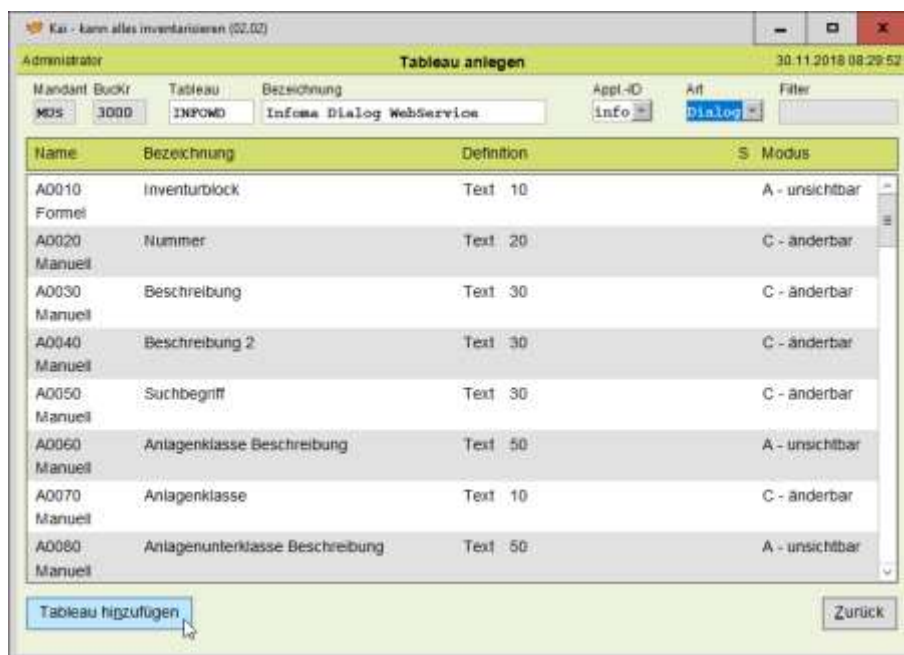 Kai - kann alles inventarisieren (02.02)
Administrator Tableau anlegen 30.11.2018 08:29:52
Mandant BucKr Tableau Bezeichnung Appl.-ID Art Filter
MOS 3000 INFOWD Infoma Dialog WebService info Dialog
Name Bezeichnung Definition S Modus
A0010 Inventurblock Text 10 A - unsichtbar
Formel
A0020 Nummer Text 20 C - änderbar
Manuell
A0030 Beschreibung Text 30 C - änderbar
Manuell
A0040 Beschreibung 2 Text 30 C - änderbar
Manuell
A0050 Suchbegriff Text 30 C - änderbar
Manuell
A0060 Anlagenklasse Beschreibung Text 50 A - unsichtbar
Manuell
A0070 Anlagenklasse Text 10 C - änderbar
Manuell
A0080 Anlagenunterklasse Beschreibung Text 50 A - unsichtbar
Manuell
Tableau hinzufügen Zurück